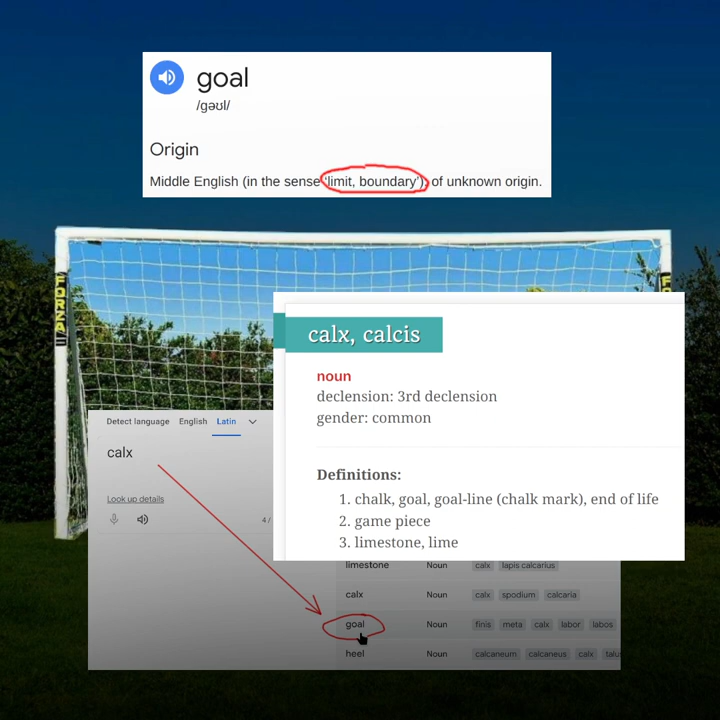 goal
/ɡəʊl/
Origin
Middle English (in the sense 'limit, boundary'): of unknown origin.
FORZA
calx, calcis
noun
declension: 3rd declension
gender: common
Definitions:
1. chalk, goal, goal-line (chalk mark), end of life
2. game piece
3. limestone, lime
Detect language English Latin
calx
Look up details
4 /
limestone Noun calx lapis calcarius
calx Noun calx spodium calcaria
goal Noun finis meta calx labor labos
heel Noun calcaneum calcaneus calx talu